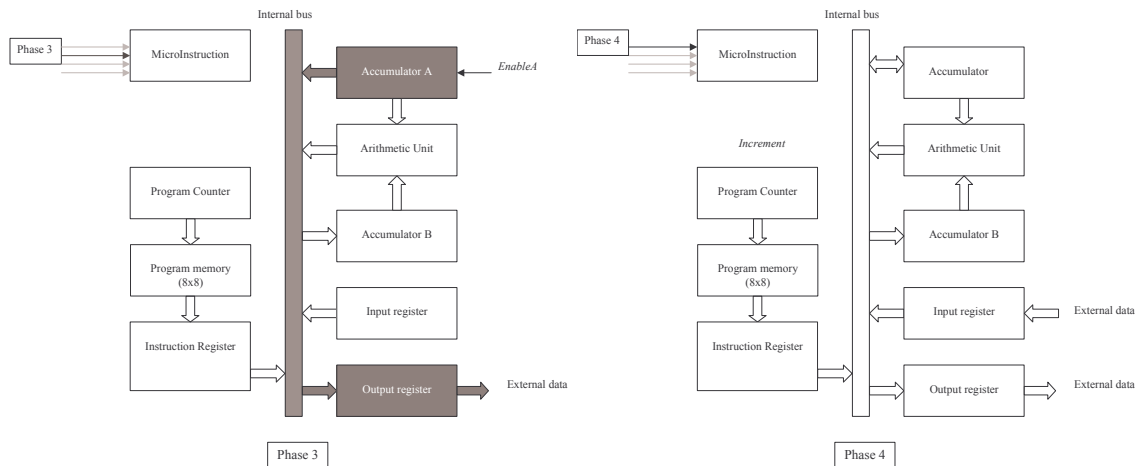 Internal bus
Phase 3
MicroInstruction
Accumulator A
EnableA
Arithmetic Unit
Program Counter
Accumulator B
Program memory
(8x8)
Input register
Instruction Register
Output register
External data
Phase 3
Internal bus
Phase 4
MicroInstruction
Accumulator
Increment
Arithmetic Unit
Program Counter
Accumulator B
Program memory
(8x8)
Input register
External data
Instruction Register
Output register
External data
Phase 4